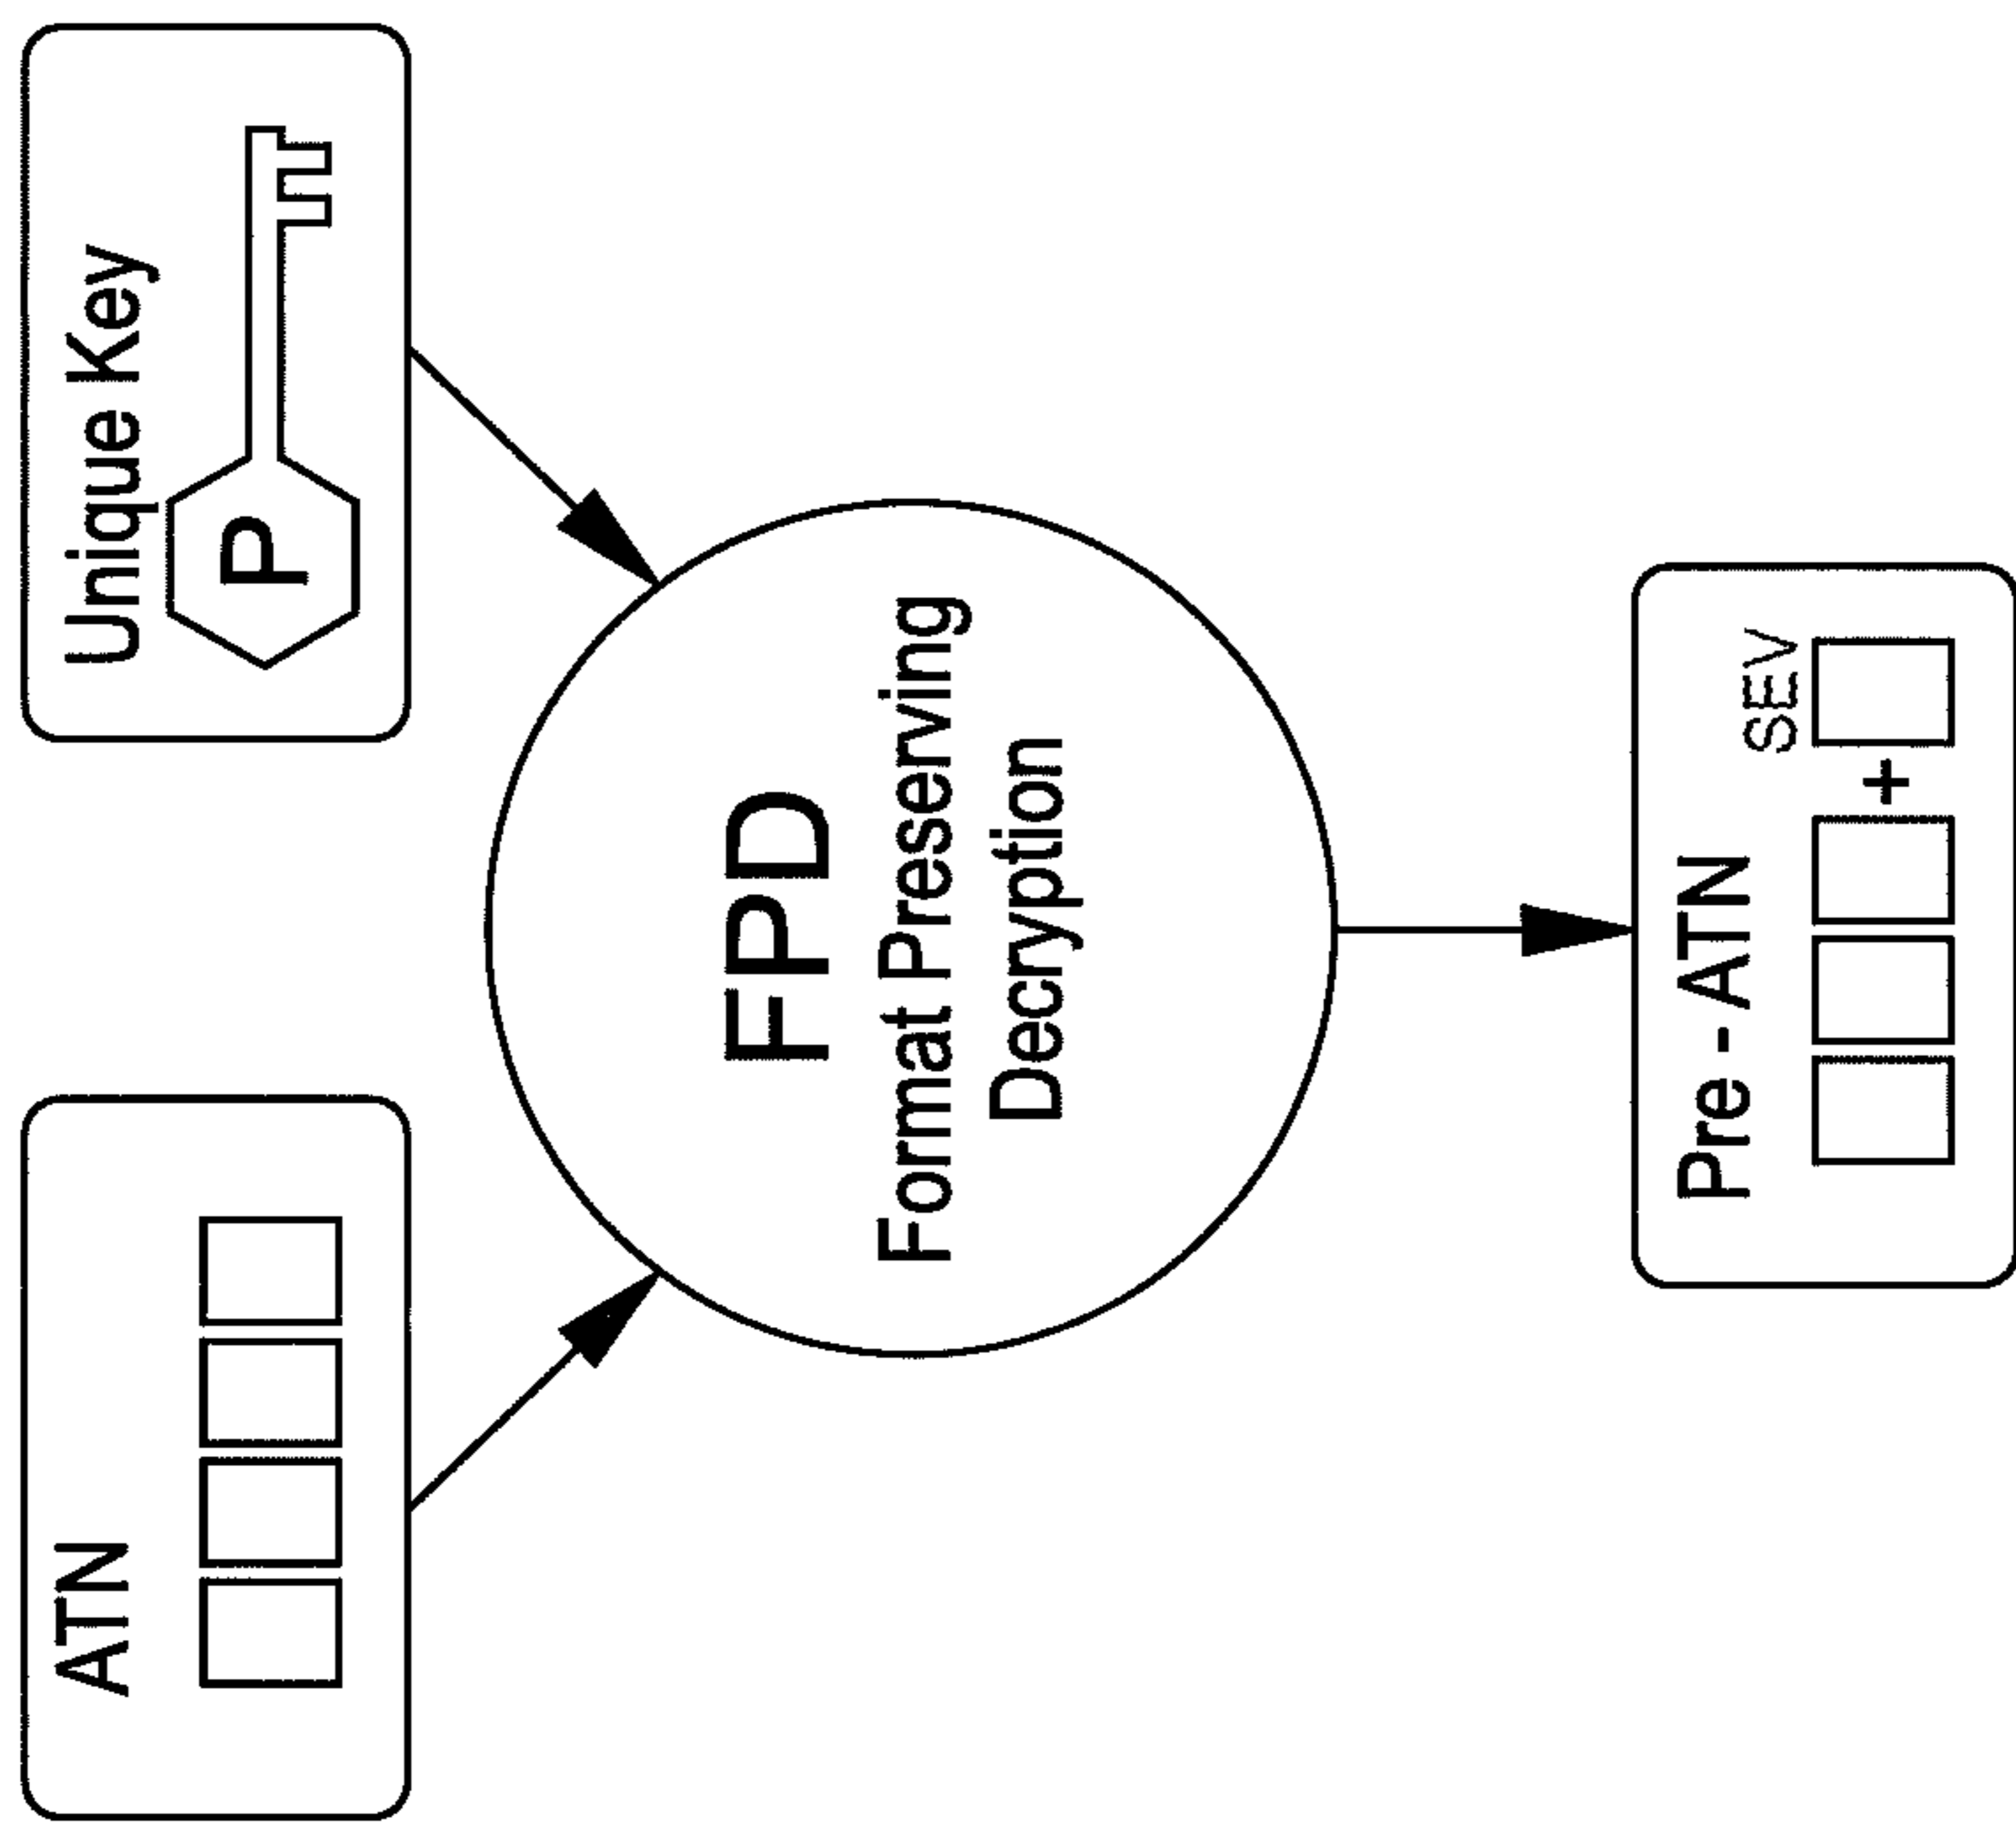 ATN
Unique Key
P
FPD
Format Preserving
Decryption
Pre - ATN
SEV
+